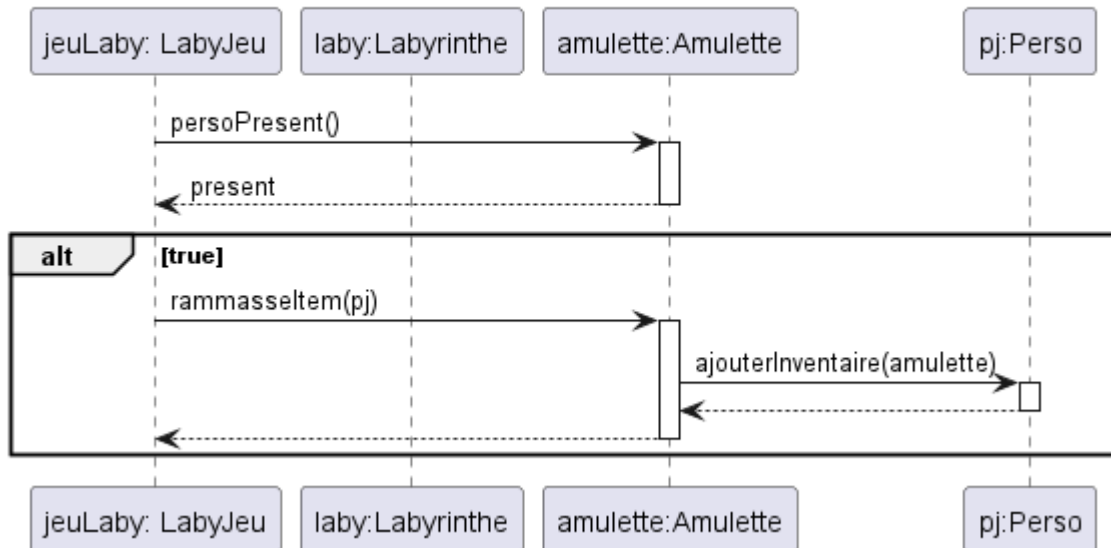 jeuLaby: LabyJeu laby:Labyrinthe amulette:Amulette pj:Perso
persoPresent()
present
alt [true]
rammasseItem(pj)
ajouterInventaire(amulette)
jeuLaby: LabyJeu laby:Labyrinthe amulette:Amulette pj:Perso